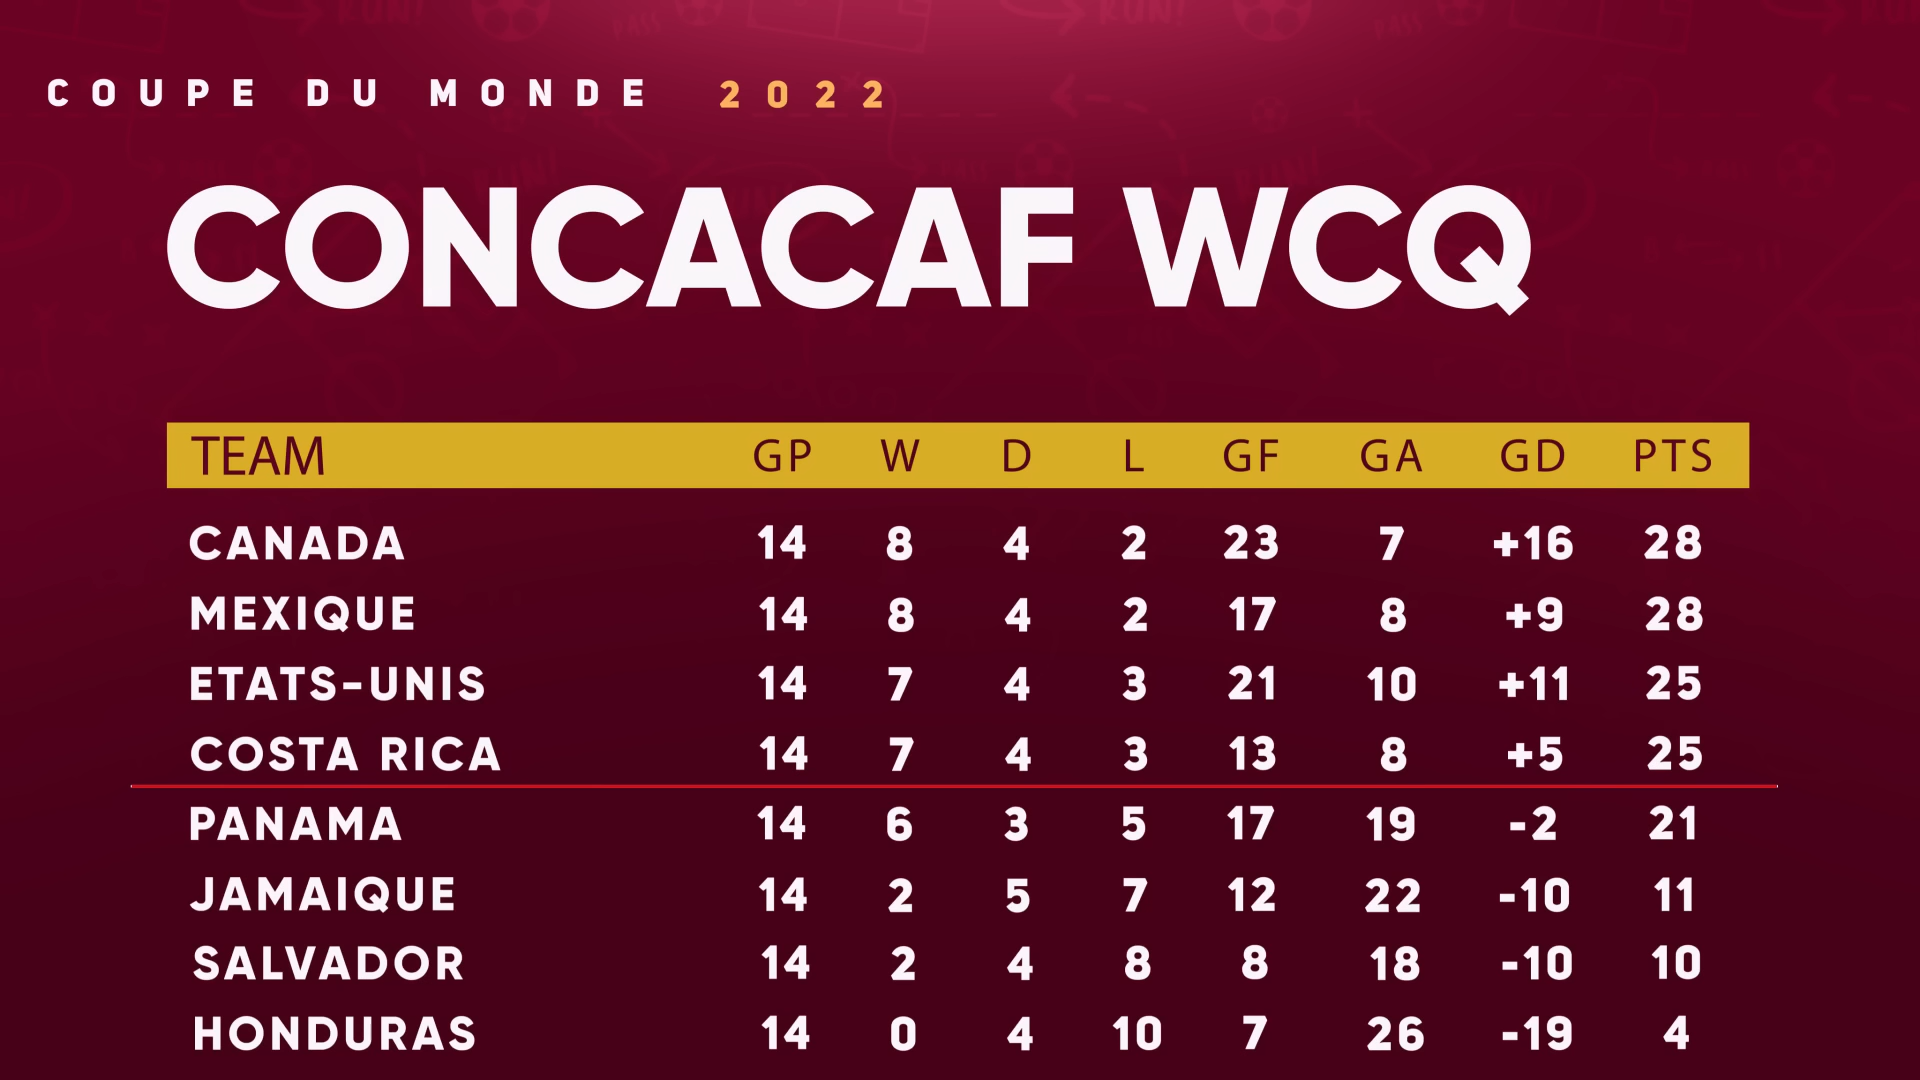 COUPE DU MONDE 2022
CONCACAF WCQ
TEAM GP W D L GF GA GD PTS
CANADA 14 8 4 2 23 7 +16 28
MEXIQUE 14 8 4 2 17 8 +9 28
ETATS-UNIS 14 7 4 3 21 10 +11 25
COSTA RICA 14 7 4 3 13 8 +5 25
PANAMA 14 6 3 5 17 19 -2 21
JAMAIQUE 14 2 5 7 12 22 -10 11
SALVADOR 14 2 4 8 8 18 -10 10
HONDURAS 14 0 4 10 7 26 -19 4